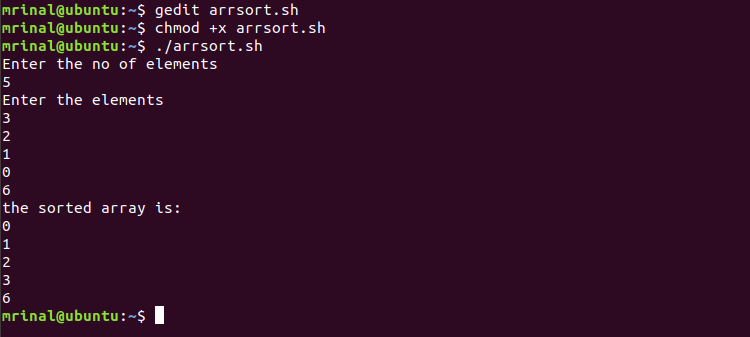 mrinal@ubuntu:~$ gedit arrsort.sh
mrinal@ubuntu:~$ chmod +x arrsort.sh
mrinal@ubuntu:~$ ./arrsort.sh
Enter the no of elements
5
Enter the elements
3
2
1
0
6
the sorted array is:
0
1
2
3
6
mrinal@ubuntu:~$